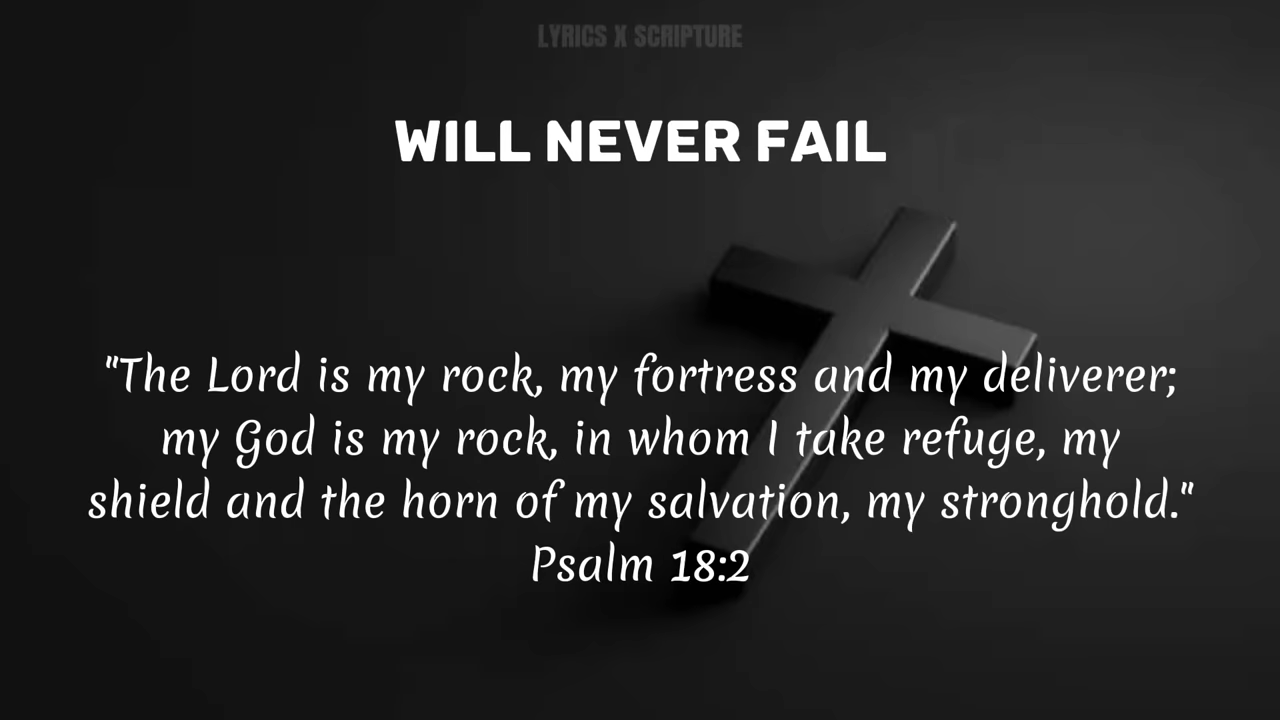 LYRICS X SCRIPTURE
WILL NEVER FAIL
"The Lord is my rock, my fortress and my deliverer;
my God is my rock, in whom I take refuge, my
shield and the horn of my salvation, my stronghold."
Psalm 18:2